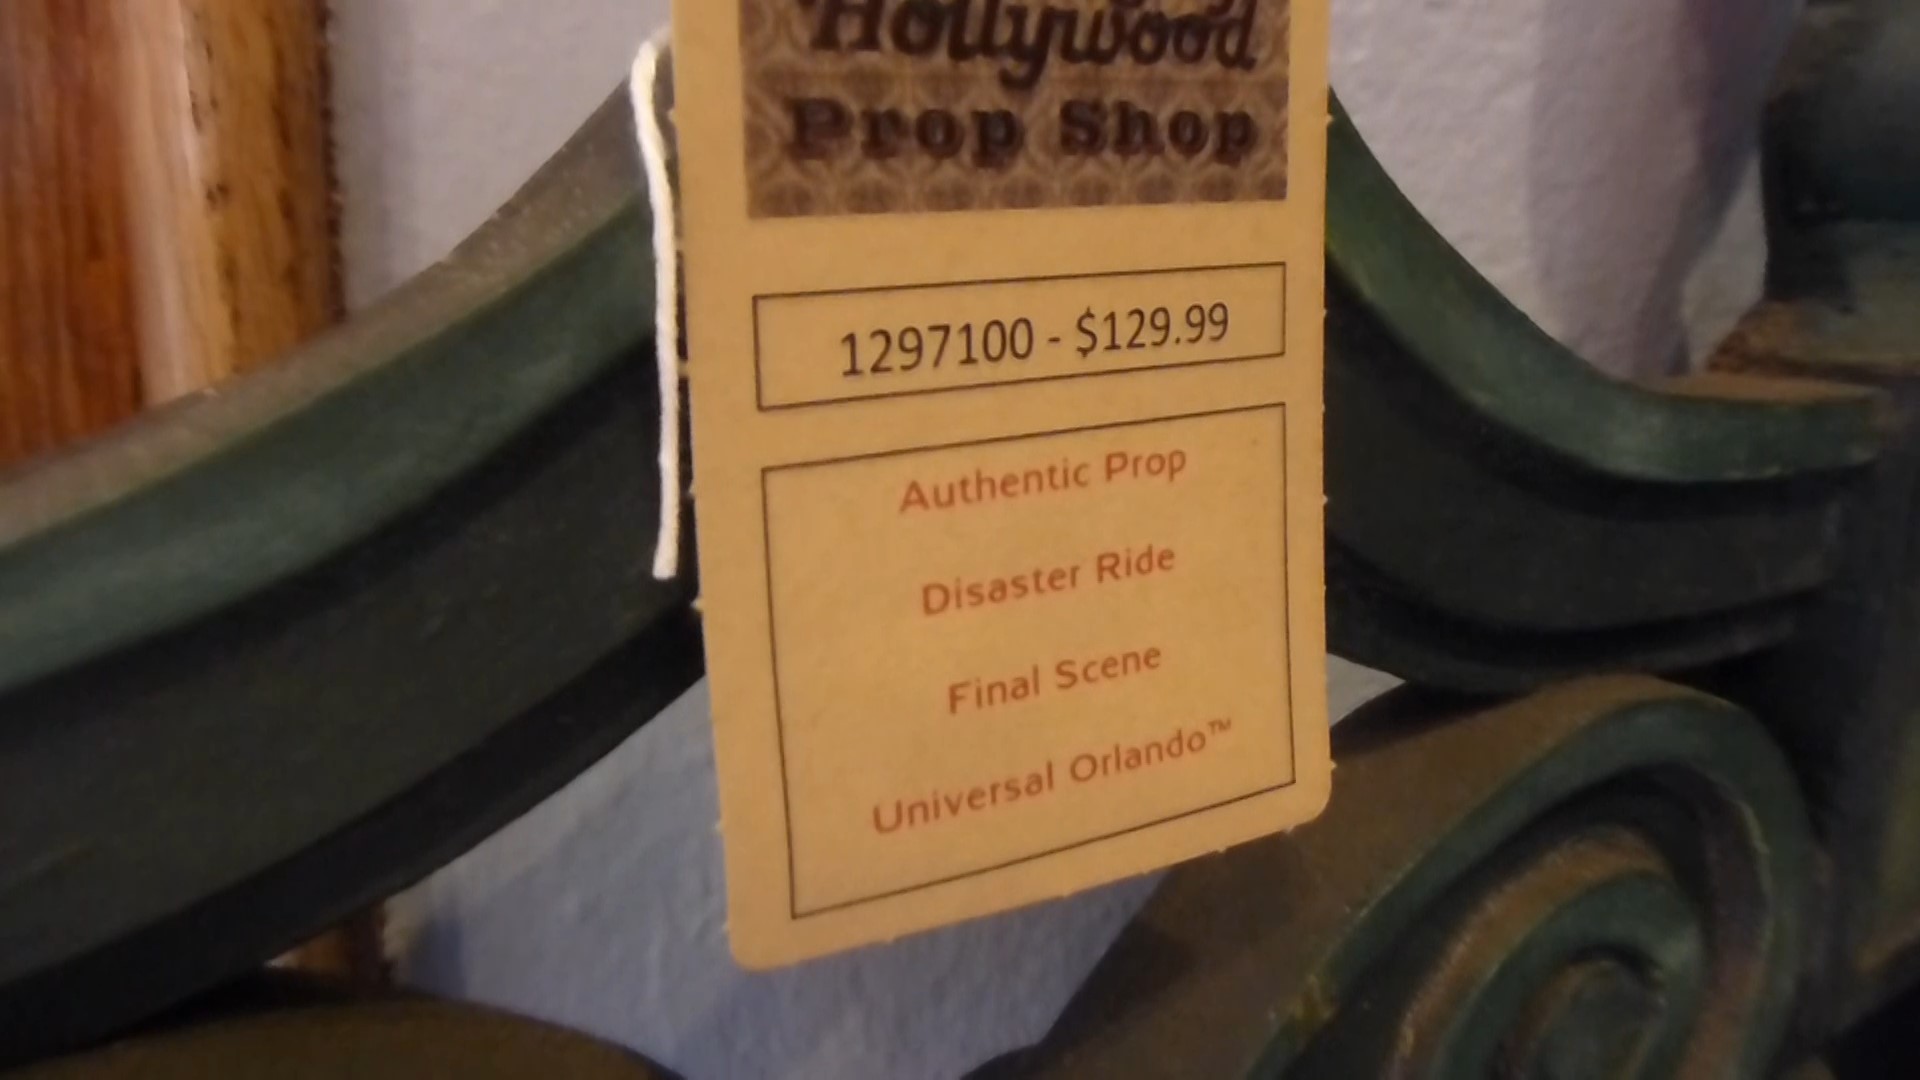 Hollywood
Prop Shop
1297100 - $129.99
Authentic Prop
Disaster Ride
Final Scene
Universal Orlando™